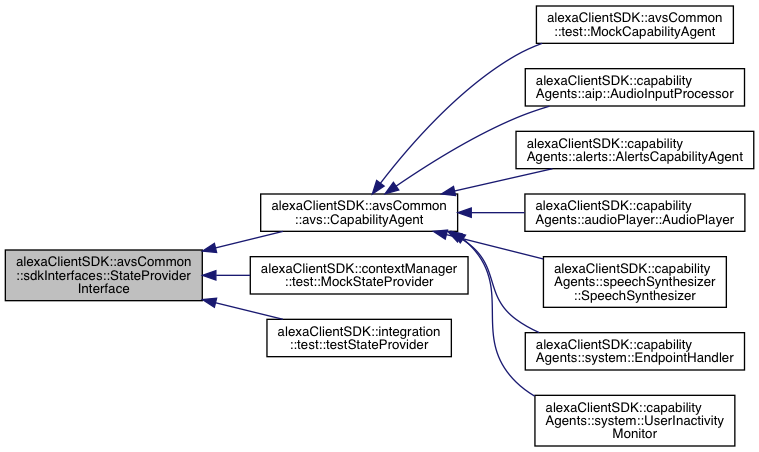 alexaClientSDK::avsCommon
::test::MockCapabilityAgent
alexaClientSDK::capability
Agents::aip::AudioInputProcessor
alexaClientSDK::capability
Agents::alerts::AlertsCapabilityAgent
alexaClientSDK::avsCommon
::avs::CapabilityAgent
alexaClientSDK::capability
Agents::audioPlayer::AudioPlayer
alexaClientSDK::avsCommon
::sdkInterfaces::StateProvider
Interface
alexaClientSDK::contextManager
::test::MockStateProvider
alexaClientSDK::capability
Agents::speechSynthesizer
::SpeechSynthesizer
alexaClientSDK::integration
::test::testStateProvider
alexaClientSDK::capability
Agents::system::EndpointHandler
alexaClientSDK::capability
Agents::system::UserInactivity
Monitor